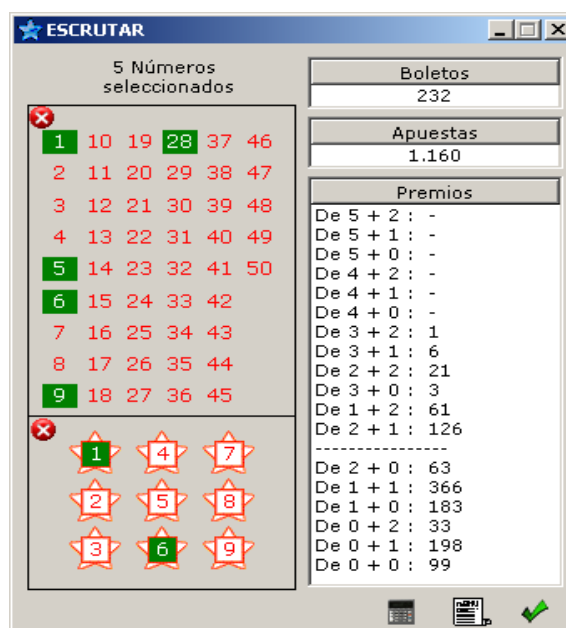 ESCRUTAR
5 Números
seleccionados
1 10 19 28 37 46
2 11 20 29 38 47
3 12 21 30 39 48
4 13 22 31 40 49
5 14 23 32 41 50
6 15 24 33 42
7 16 25 34 43
8 17 26 35 44
9 18 27 36 45
1 4 7
2 5 8
3 6 9
Boletos
232
Apuestas
1.160
Premios
De 5 + 2 : -
De 5 + 1 : -
De 5 + 0 : -
De 4 + 2 : -
De 4 + 1 : -
De 4 + 0 : -
De 3 + 2 : 1
De 3 + 1 : 6
De 2 + 2 : 21
De 3 + 0 : 3
De 1 + 2 : 61
De 2 + 1 : 126
----------------
De 2 + 0 : 63
De 1 + 1 : 366
De 1 + 0 : 183
De 0 + 2 : 33
De 0 + 1 : 198
De 0 + 0 : 99